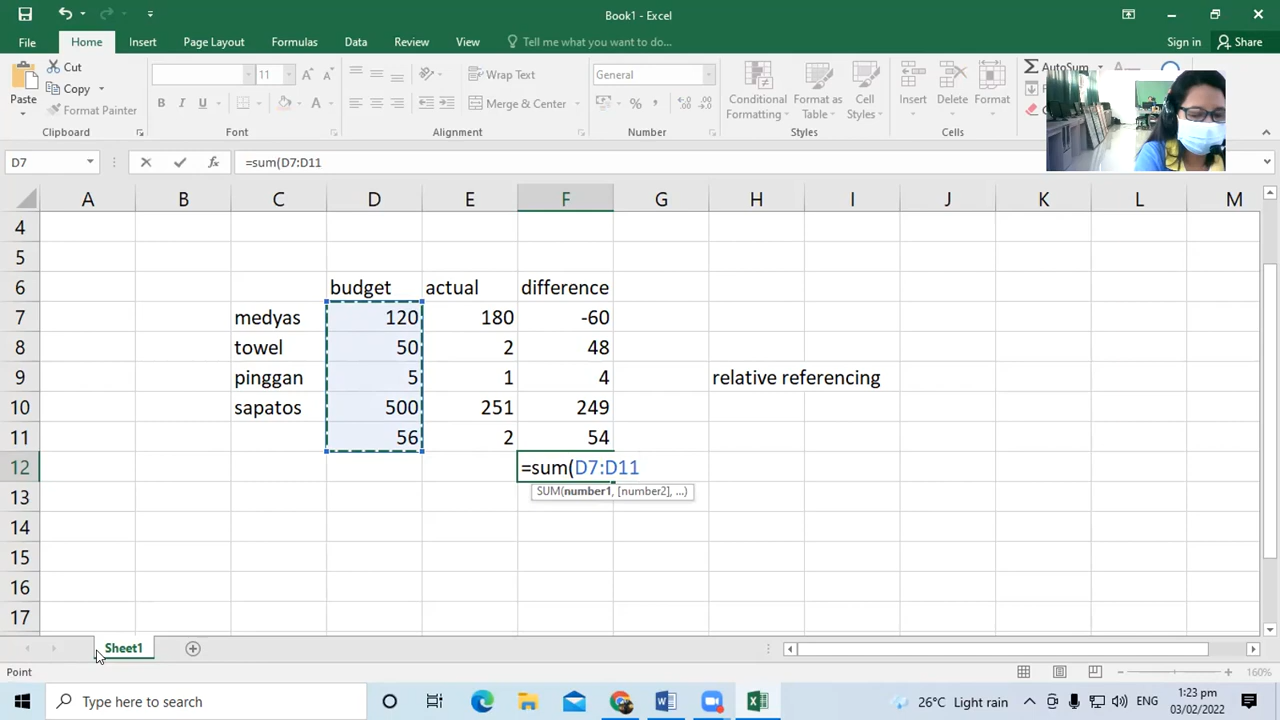 Book1 - Excel
File Home Insert Page Layout Formulas Data Review View Tell me what you want to do... Sign in Share
Paste Cut Copy Format Painter Clipboard
11 B I U A A A Font
Wrap Text Merge & Center Alignment
General % , Number
Conditional Formatting Format as Table Cell Styles Styles
Insert Delete Format Cells
AutoSum
D7 fx =sum(D7:D11
A B C D E F G H I J K L M
4
5
6 budget actual difference
7 medyas 120 180 -60
8 towel 50 2 48
9 pinggan 5 1 4 relative referencing
10 sapatos 500 251 249
11 56 2 54
12 =sum(D7:D11
SUM(number1, [number2], ...)
13
14
15
16
17
Sheet1
Point 160%
Type here to search 26°C Light rain ENG 1:23 pm
03/02/2022